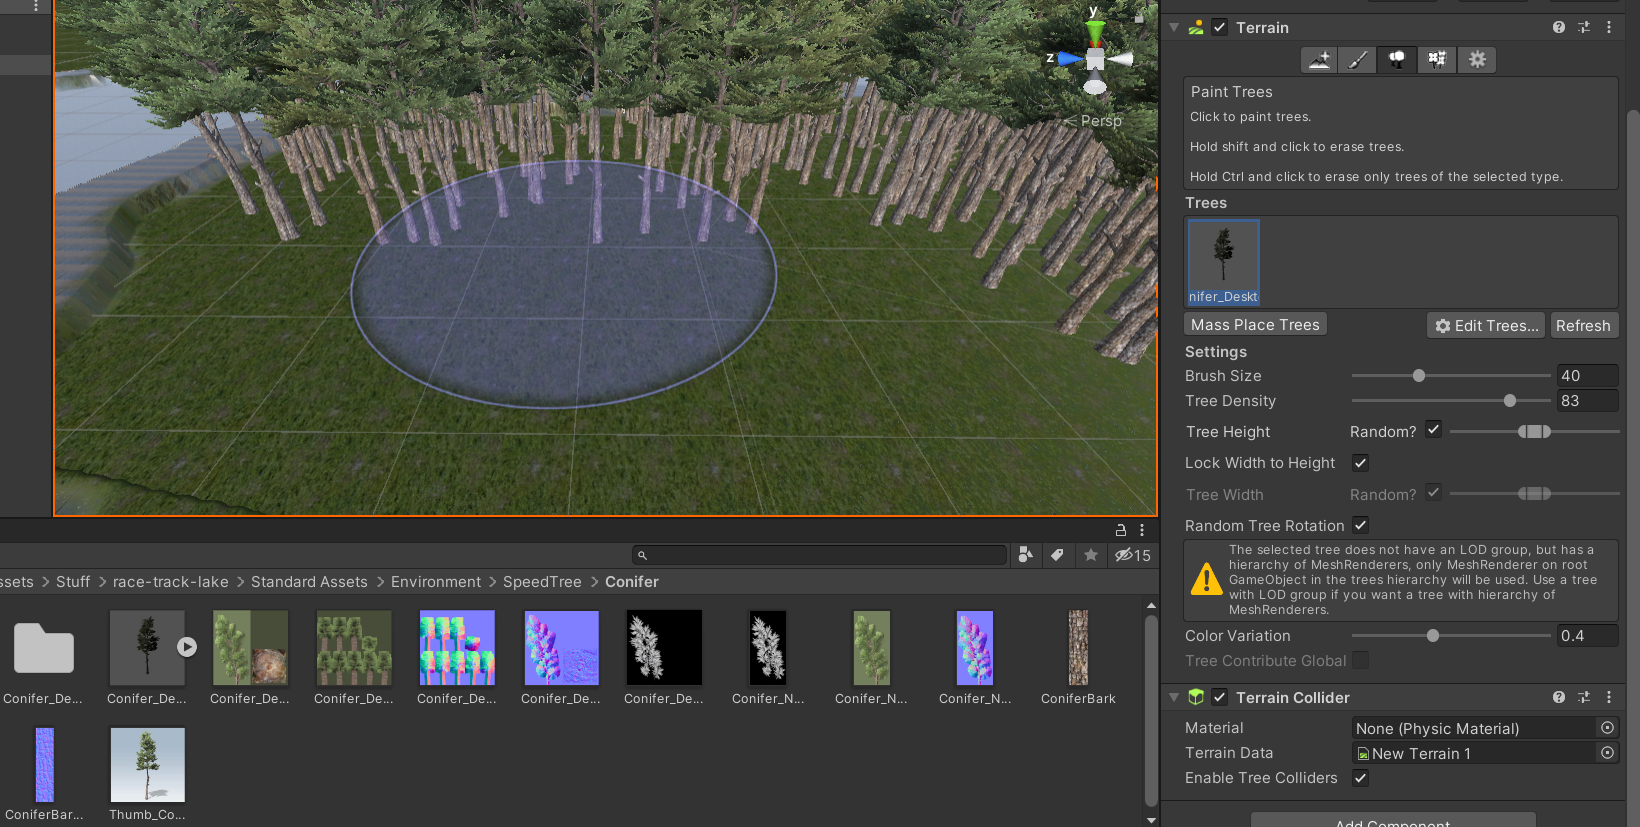 y
z
Persp
Terrain
Paint Trees
Click to paint trees.
Hold shift and click to erase trees.
Hold Ctrl and click to erase only trees of the selected type.
Trees
nifer_Deskt
Mass Place Trees
Edit Trees...
Refresh
Settings
Brush Size
40
Tree Density
83
Tree Height
Random?
Lock Width to Height
Tree Width
Random?
Random Tree Rotation
The selected tree does not have an LOD group, but has a
hierarchy of MeshRenderers, only MeshRenderer on root
GameObject in the trees hierarchy will be used. Use a tree
with LOD group if you want a tree with hierarchy of
MeshRenderers.
Color Variation
0.4
Tree Contribute Global
Terrain Collider
Material
None (Physic Material)
Terrain Data
New Terrain 1
Enable Tree Colliders
Add Component
15
ssets > Stuff > race-track-lake > Standard Assets > Environment > SpeedTree > Conifer
Conifer_De...
Conifer_De...
Conifer_De...
Conifer_De...
Conifer_De...
Conifer_De...
Conifer_De...
Conifer_N...
Conifer_N...
Conifer_N...
ConiferBark
ConiferBar...
Thumb_Co...